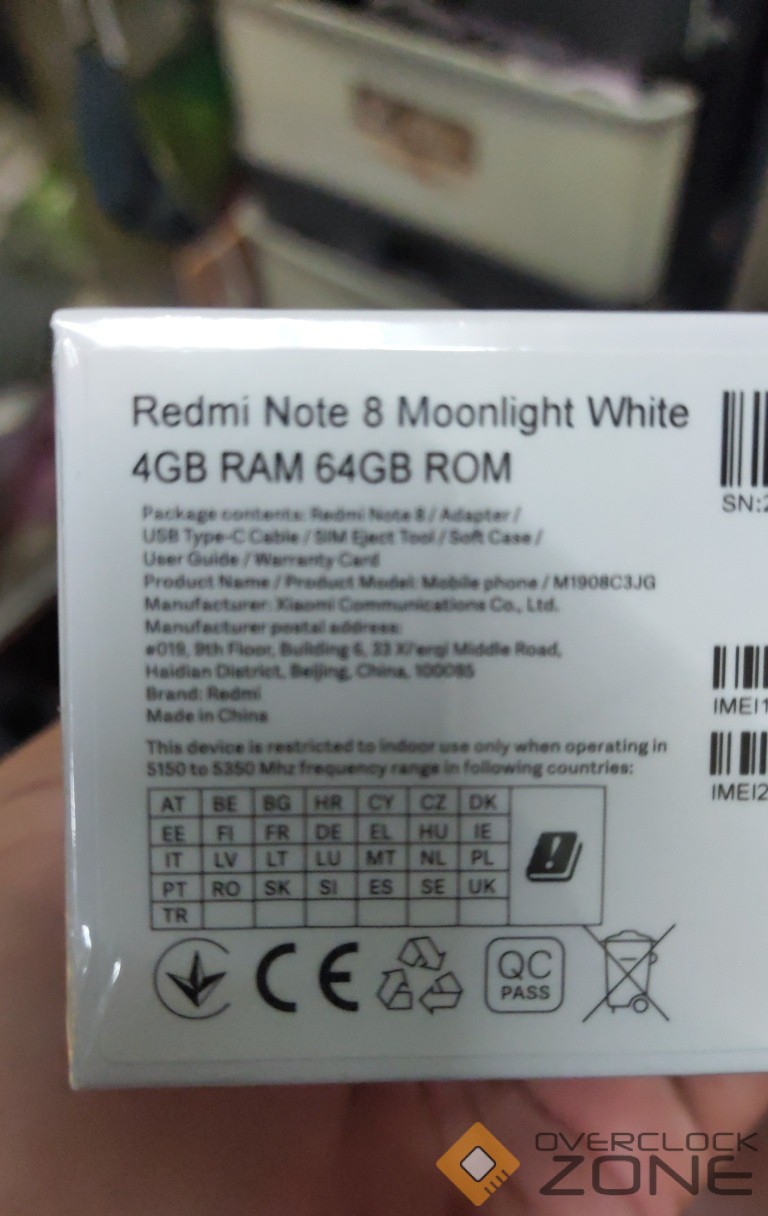 Redmi Note 8 Moonlight White
4GB RAM 64GB ROM
Package contents: Redmi Note 8 / Adapter /
USB Type-C Cable / SIM Eject Tool / Soft Case /
User Guide / Warranty Card
Product Name / Product Model: Mobile phone / M1908C3JG
Manufacturer: Xiaomi Communications Co., Ltd.
Manufacturer postal address:
#019, 9th Floor, Building 6, 33 Xi'erqi Middle Road,
Haidian District, Beijing, China, 100085
Brand: Redmi
Made in China
This device is restricted to indoor use only when operating in
5150 to 5350 Mhz frequency range in following countries:
AT BE BG HR CY CZ DK
EE FI FR DE EL HU IE
IT LV LT LU MT NL PL
PT RO SK SI ES SE UK
TR
CE
QC
PASS
SN:2
IMEI1
IMEI2
OVERCLOCK
ZONE